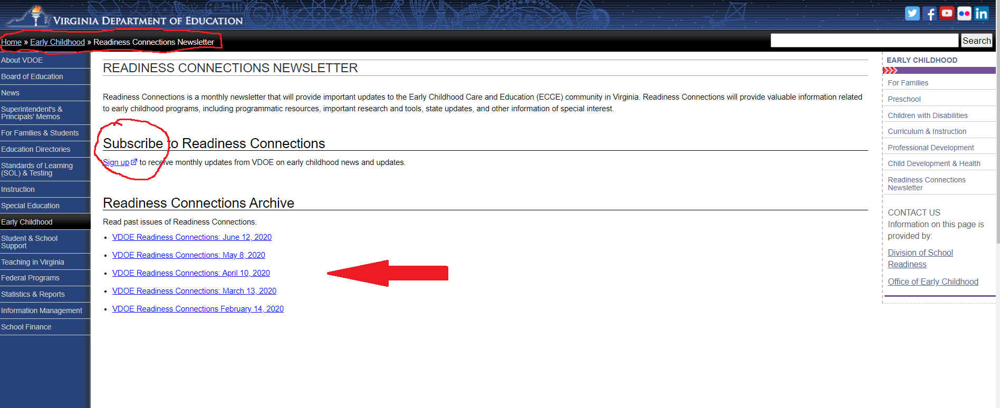 VIRGINIA DEPARTMENT OF EDUCATION
Home » Early Childhood » Readiness Connections Newsletter
Search
About VDOE
Board of Education
News
Superintendent's &
Principals' Memos
For Families & Students
Education Directories
Standards of Learning
(SOL) & Testing
Instruction
Special Education
Early Childhood
Student & School
Support
Teaching in Virginia
Federal Programs
Statistics & Reports
Information Management
School Finance
READINESS CONNECTIONS NEWSLETTER
Readiness Connections is a monthly newsletter that will provide important updates to the Early Childhood Care and Education (ECCE) community in Virginia. Readiness Connections will provide valuable information related
to early childhood programs, including programmatic resources, important research and tools, state updates, and other information of special interest.
Subscribe to Readiness Connections
Sign up to receive monthly updates from VDOE on early childhood news and updates.
Readiness Connections Archive
Read past issues of Readiness Connections.
• VDOE Readiness Connections: June 12, 2020
• VDOE Readiness Connections: May 8, 2020
• VDOE Readiness Connections: April 10, 2020
• VDOE Readiness Connections: March 13, 2020
• VDOE Readiness Connections February 14, 2020
EARLY CHILDHOOD
For Families
Preschool
Children with Disabilities
Curriculum & Instruction
Professional Development
Child Development & Health
Readiness Connections
Newsletter
CONTACT US
Information on this page is
provided by:
Division of School
Readiness
Office of Early Childhood